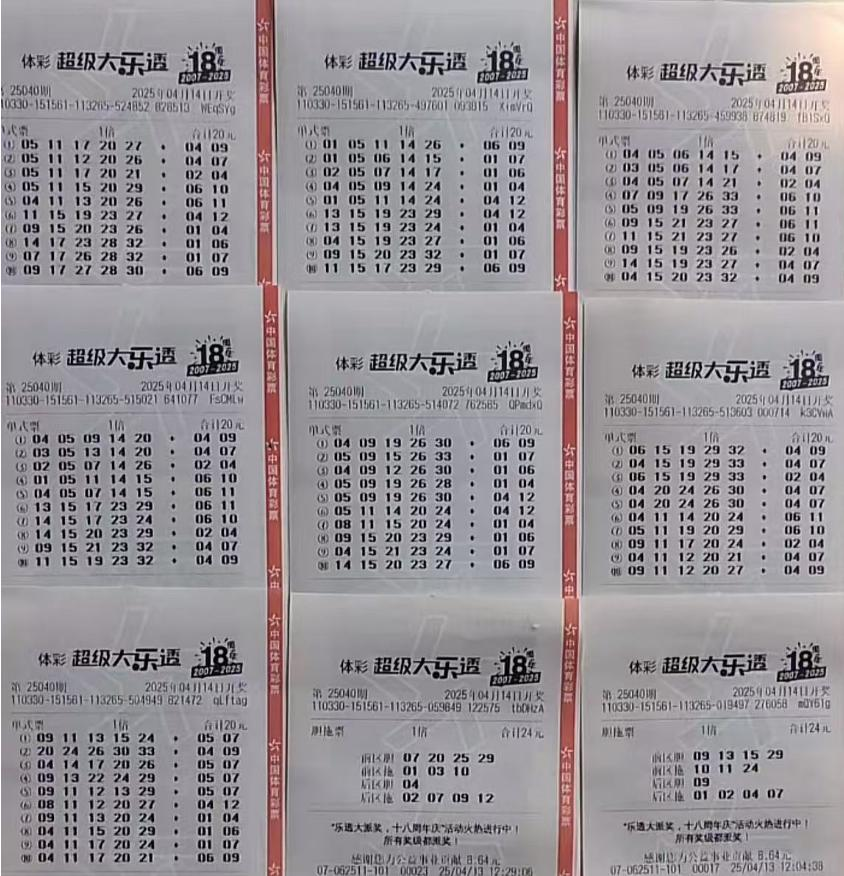 体彩 超级大乐透 18周年
2007-2025
第 25040期 2025年04月14日开奖
110330-151561-113265-524852 828513 WEqSYg
单式票 1倍 合计20元
① 05 11 17 20 27 + 04 09
② 05 11 12 20 26 + 04 07
③ 05 11 17 20 21 + 02 04
④ 05 11 15 20 29 + 06 10
⑤ 04 11 13 20 26 + 06 11
⑥ 11 15 19 23 27 + 04 12
⑦ 09 15 20 23 26 + 01 04
⑧ 14 17 23 28 32 + 01 06
⑨ 07 17 26 28 32 + 01 07
⑩ 09 17 27 28 30 + 06 09
中国体育彩票
体彩 超级大乐透 18周年
2007-2025
第 25040期 2025年04月14日开奖
110330-151561-113265-497601 093815 XimVrQ
单式票 1倍 合计20元
① 01 05 11 14 26 + 06 09
② 01 05 06 14 15 + 01 07
③ 02 05 07 14 17 + 01 06
④ 04 05 09 14 24 + 01 04
⑤ 01 05 11 14 24 + 04 12
⑥ 13 15 19 23 29 + 04 12
⑦ 13 15 19 23 24 + 01 04
⑧ 04 15 19 23 27 + 01 06
⑨ 09 15 20 23 32 + 01 07
⑩ 11 15 17 23 29 + 06 09
中国体育彩票
体彩 超级大乐透 18周年
2007-2025
第 25040期 2025年04月14日开奖
110330-151561-113265-459938 874819 fB1SxQ
单式票 1倍 合计20元
① 04 05 06 14 15 + 04 09
② 03 05 06 14 17 + 04 07
③ 04 05 07 14 21 + 02 04
④ 07 09 17 26 33 + 06 10
⑤ 05 09 19 26 33 + 06 11
⑥ 09 15 21 23 27 + 06 11
⑦ 11 15 21 23 27 + 06 10
⑧ 09 15 19 23 26 + 02 04
⑨ 14 15 19 23 27 + 04 07
⑩ 04 15 20 23 32 + 04 09
体彩 超级大乐透 18周年
2007-2025
第 25040期 2025年04月14日开奖
110330-151561-113265-515021 641077 FsCMLw
单式票 1倍 合计20元
① 04 05 09 14 20 + 04 09
② 03 05 13 14 20 + 04 07
③ 02 05 07 14 26 + 02 04
④ 01 05 11 14 15 + 06 10
⑤ 04 05 07 14 15 + 06 11
⑥ 13 15 17 23 29 + 06 11
⑦ 14 15 17 23 24 + 06 10
⑧ 14 15 20 23 29 + 02 04
⑨ 09 15 21 23 32 + 04 07
⑩ 11 15 19 23 32 + 04 09
中国体育彩票
体彩 超级大乐透 18周年
2007-2025
第 25040期 2025年04月14日开奖
110330-151561-113265-514072 762585 QPmdxQ
单式票 1倍 合计20元
① 04 09 19 26 30 + 06 09
② 05 09 15 26 33 + 01 07
③ 04 09 12 26 30 + 01 06
④ 05 09 19 26 28 + 01 04
⑤ 05 09 19 26 30 + 04 12
⑥ 05 11 14 20 24 + 04 12
⑦ 08 11 15 20 24 + 01 04
⑧ 09 15 20 23 29 + 01 06
⑨ 04 15 21 23 24 + 01 07
⑩ 14 15 20 27 30 + 06 09
中国体育彩票
体彩 超级大乐透 18周年
2007-2025
第 25040期 2025年04月14日开奖
110330-151561-113265-513603 000714 k3CVWA
单式票 1倍 合计20元
① 06 15 19 29 32 + 04 09
② 04 15 19 29 33 + 04 07
③ 06 15 19 29 33 + 02 04
④ 04 20 24 26 30 + 04 07
⑤ 04 20 24 26 30 + 04 07
⑥ 04 11 14 20 24 + 06 11
⑦ 05 11 19 20 29 + 06 10
⑧ 09 11 17 20 24 + 02 04
⑨ 04 11 12 20 21 + 04 07
⑩ 09 11 12 20 27 + 04 09
体彩 超级大乐透 18周年
2007-2025
第 25040期 2025年04月14日开奖
110330-151561-113265-504949 821472 qLftag
单式票 1倍 合计20元
① 09 11 13 15 24 + 05 07
② 20 24 26 30 33 + 04 09
③ 04 14 17 20 26 + 05 07
④ 09 13 22 24 29 + 05 07
⑤ 09 11 12 13 29 + 05 07
⑥ 08 11 12 20 27 + 04 12
⑦ 09 11 13 20 24 + 01 04
⑧ 04 11 15 20 29 + 01 06
⑨ 04 11 17 20 24 + 01 07
⑩ 04 11 17 20 21 + 06 09
中国体育彩票
体彩 超级大乐透 18周年
2007-2025
第 25040期 2025年04月14日开奖
110330-151561-113265-059849 122575 tbDHzA
胆拖票 1倍 合计24元
前区胆 07 20 25 29
前区拖 01 03 10
后区胆 04
后区拖 02 07 09 12
"乐透大派奖，十八周年庆"活动火热进行中！
所有奖级都派奖！
感谢您为公益事业贡献 8.64元
07-062511-101 00023 25/04/13 12:29:06
中国体育彩票
体彩 超级大乐透 18周年
2007-2025
第 25040期 2025年04月14日开奖
110330-151561-113265-019497 276058 mQY61g
胆拖票 1倍 合计24元
前区胆 09 13 15 29
前区拖 10 11 24
后区胆 09
后区拖 01 02 04 07
"乐透大派奖，十八周年庆"活动火热进行中！
所有奖级都派奖！
感谢您为公益事业贡献 8.64元
07-062511-101 00017 25/04/13 12:04:38